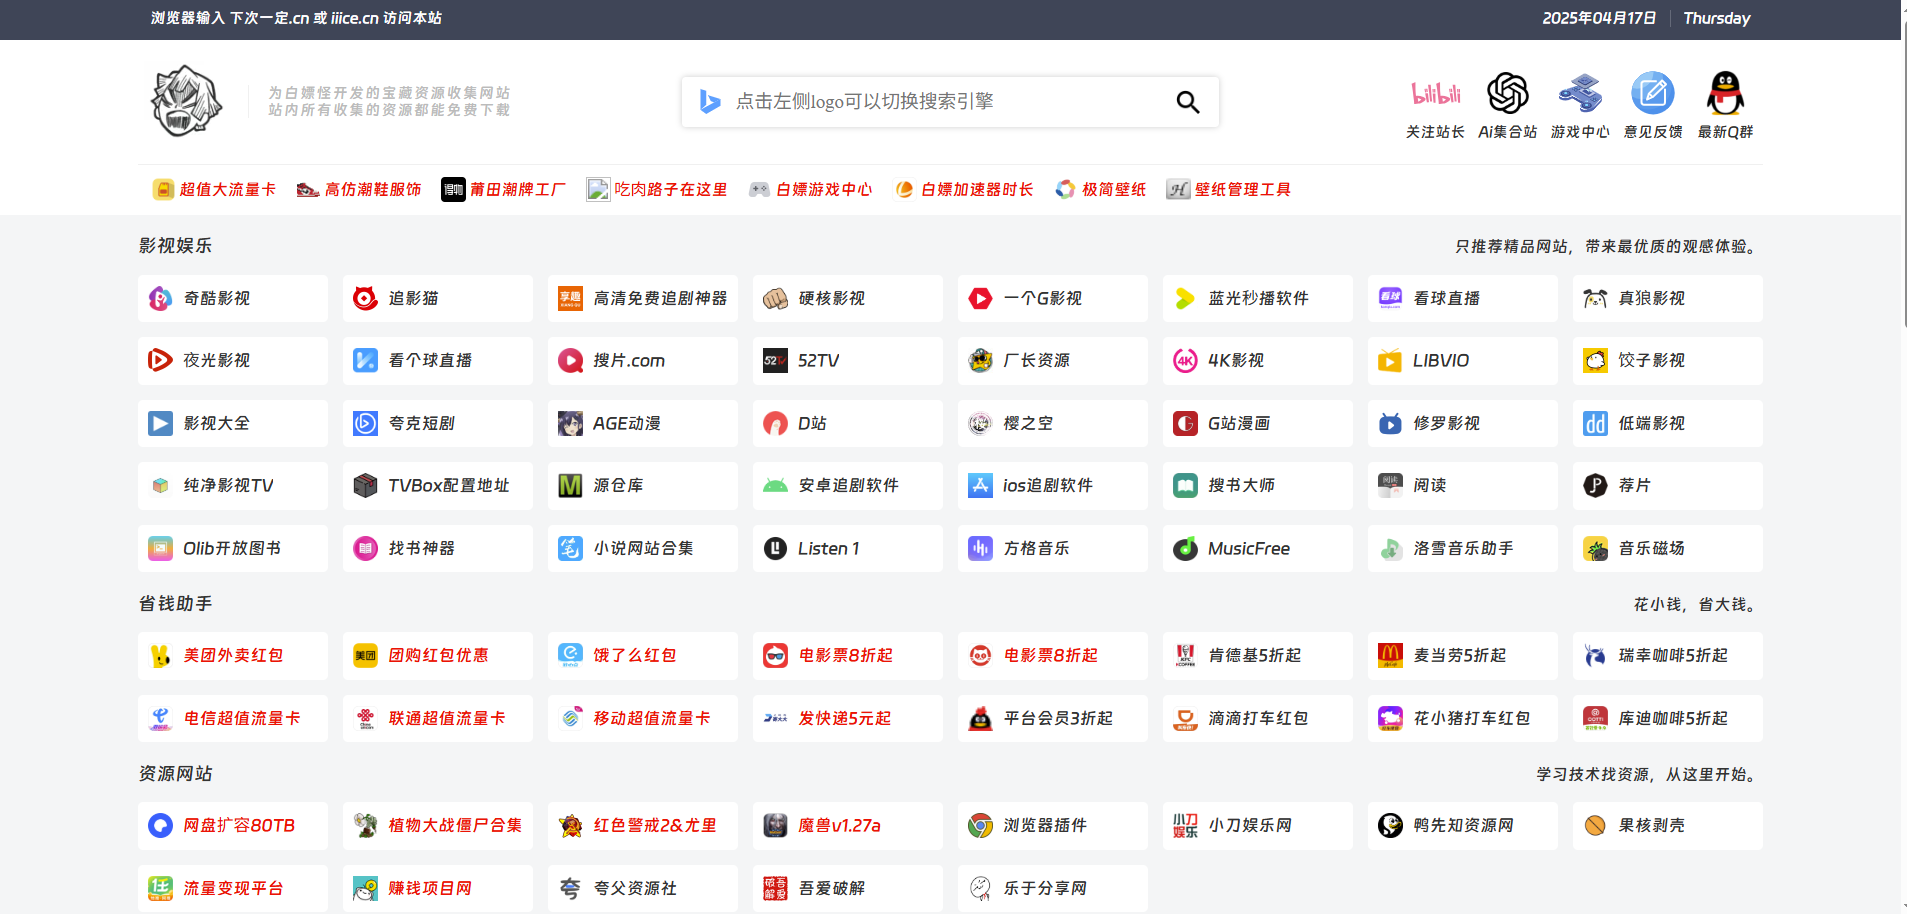 浏览器输入 下次一定.cn 或 iiice.cn 访问本站
2025年04月17日 Thursday
为白嫖怪开发的宝藏资源收集网站
站内所有收集的资源都能免费下载
点击左侧logo可以切换搜索引擎
bilibili
关注站长 Ai集合站 游戏中心 意见反馈 最新Q群
超值大流量卡 高仿潮鞋服饰 得物 莆田潮牌工厂 吃肉路子在这里 白嫖游戏中心 白嫖加速器时长 极简壁纸 壁纸管理工具
影视娱乐 只推荐精品网站，带来最优质的观感体验。
奇酷影视 追影猫 享趣 高清免费追剧神器 硬核影视 一个G影视 蓝光秒播软件 看球 看球直播 真狼影视
夜光影视 看个球直播 搜片.com 52TV 52TV 厂长资源 4K 4K影视 LIBVIO 饺子影视
影视大全 夸克短剧 AGE动漫 D站 樱之空 G G站漫画 修罗影视 dd 低端影视
纯净影视TV TVBox配置地址 M 源仓库 安卓追剧软件 ios追剧软件 搜书大师 阅读 阅读 荐片
Olib开放图书 找书神器 笔 小说网站合集 Listen 1 方格音乐 MusicFree 洛雪音乐助手 音乐磁场
省钱助手 花小钱，省大钱。
美团外卖红包 美团 团购红包优惠 饿了么红包 电影票8折起 电影票8折起 肯德基5折起 麦当劳5折起 瑞幸咖啡5折起
电信超值流量卡 联通超值流量卡 移动超值流量卡 发快递5元起 平台会员3折起 滴滴打车红包 花小猪打车红包 库迪咖啡5折起
资源网站 学习技术找资源，从这里开始。
网盘扩容80TB 植物大战僵尸合集 红色警戒2&尤里 魔兽v1.27a 浏览器插件 小刀娱乐 小刀娱乐网 鸭先知资源网 果核剥壳
流量变现平台 赚钱项目网 夸父资源社 吾爱破解 吾爱破解 乐于分享网